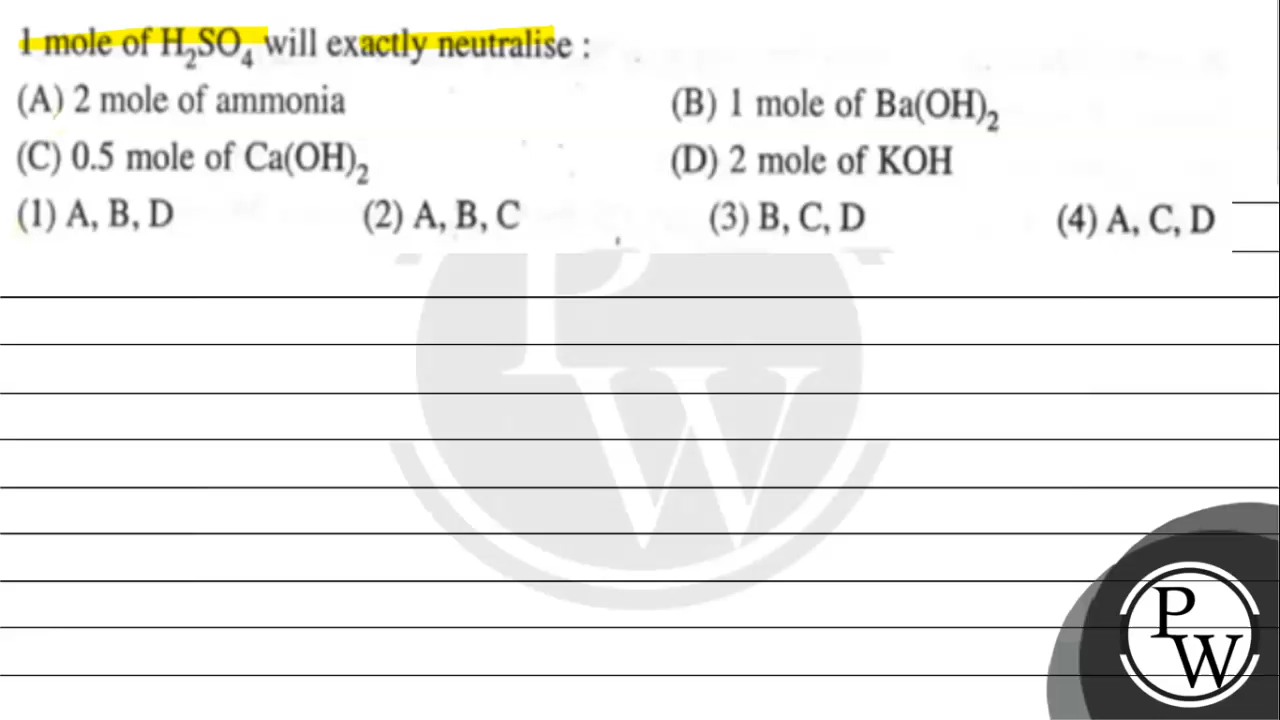 1 mole of H₂SO₄ will exactly neutralise :
(A) 2 mole of ammonia (B) 1 mole of Ba(OH)₂
(C) 0.5 mole of Ca(OH)₂ (D) 2 mole of KOH
(1) A, B, D (2) A, B, C (3) B, C, D (4) A, C, D
P
W
P
W